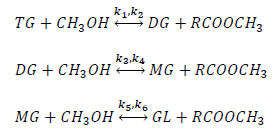 TG + CH₃OH ⟷ k₁,k₂ DG + RCOOCH₃
DG + CH₃OH ⟷ k₃,k₄ MG + RCOOCH₃
MG + CH₃OH ⟷ k₅,k₆ GL + RCOOCH₃